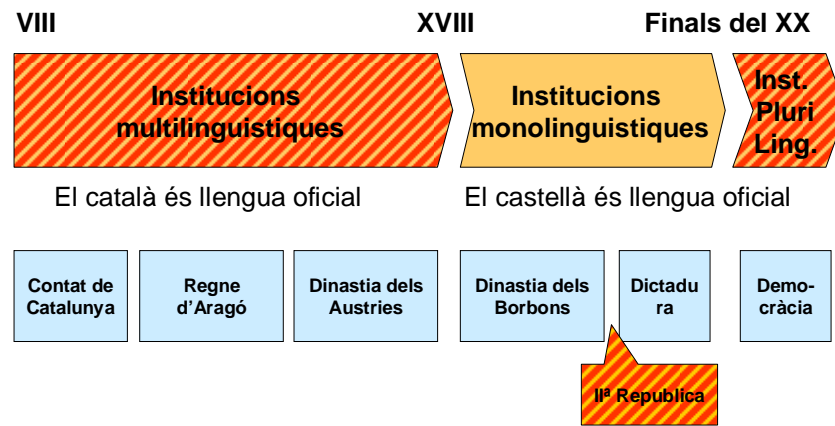 VIII
XVIII
Finals del XX
Institucions
multilinguistiques
Institucions
monolinguistiques
Inst.
Pluri
Ling.
El català és llengua oficial
El castellà és llengua oficial
Contat de
Catalunya
Regne
d’Aragó
Dinastia dels
Austries
Dinastia dels
Borbons
Dictadu
ra
Demo-
cràcia
IIª Republica